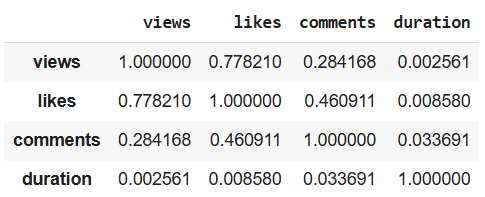 views likes comments duration
views 1.000000 0.778210 0.284168 0.002561
likes 0.778210 1.000000 0.460911 0.008580
comments 0.284168 0.460911 1.000000 0.033691
duration 0.002561 0.008580 0.033691 1.000000